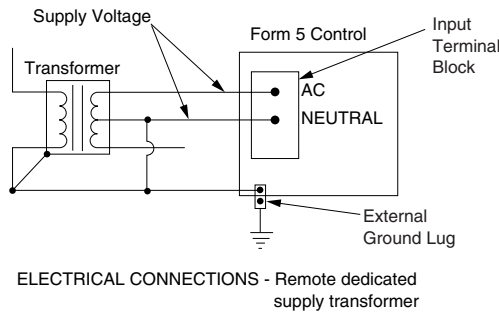 Supply Voltage
Form 5 Control
Input
Terminal
Block
Transformer
AC
NEUTRAL
External
Ground Lug
ELECTRICAL CONNECTIONS - Remote dedicated
supply transformer